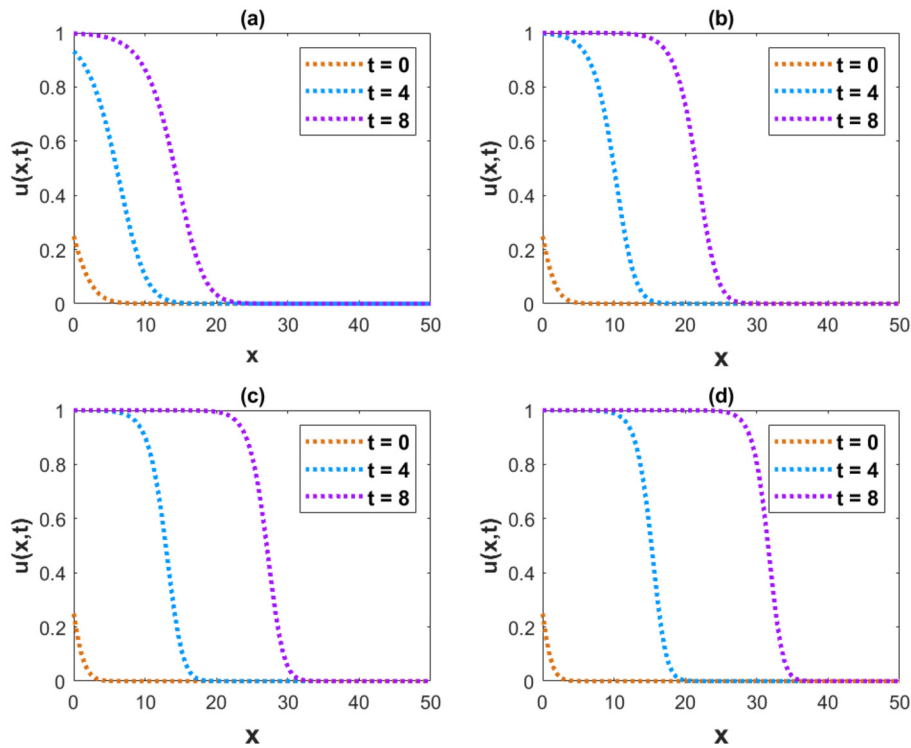 (a)
u(x,t)
1
0.8
0.6
0.4
0.2
0
0 10 20 30 40 50
x
t = 0
t = 4
t = 8
(b)
u(x,t)
1
0.8
0.6
0.4
0.2
0
0 10 20 30 40 50
x
t = 0
t = 4
t = 8
(c)
u(x,t)
1
0.8
0.6
0.4
0.2
0
0 10 20 30 40 50
x
t = 0
t = 4
t = 8
(d)
u(x,t)
1
0.8
0.6
0.4
0.2
0
0 10 20 30 40 50
x
t = 0
t = 4
t = 8